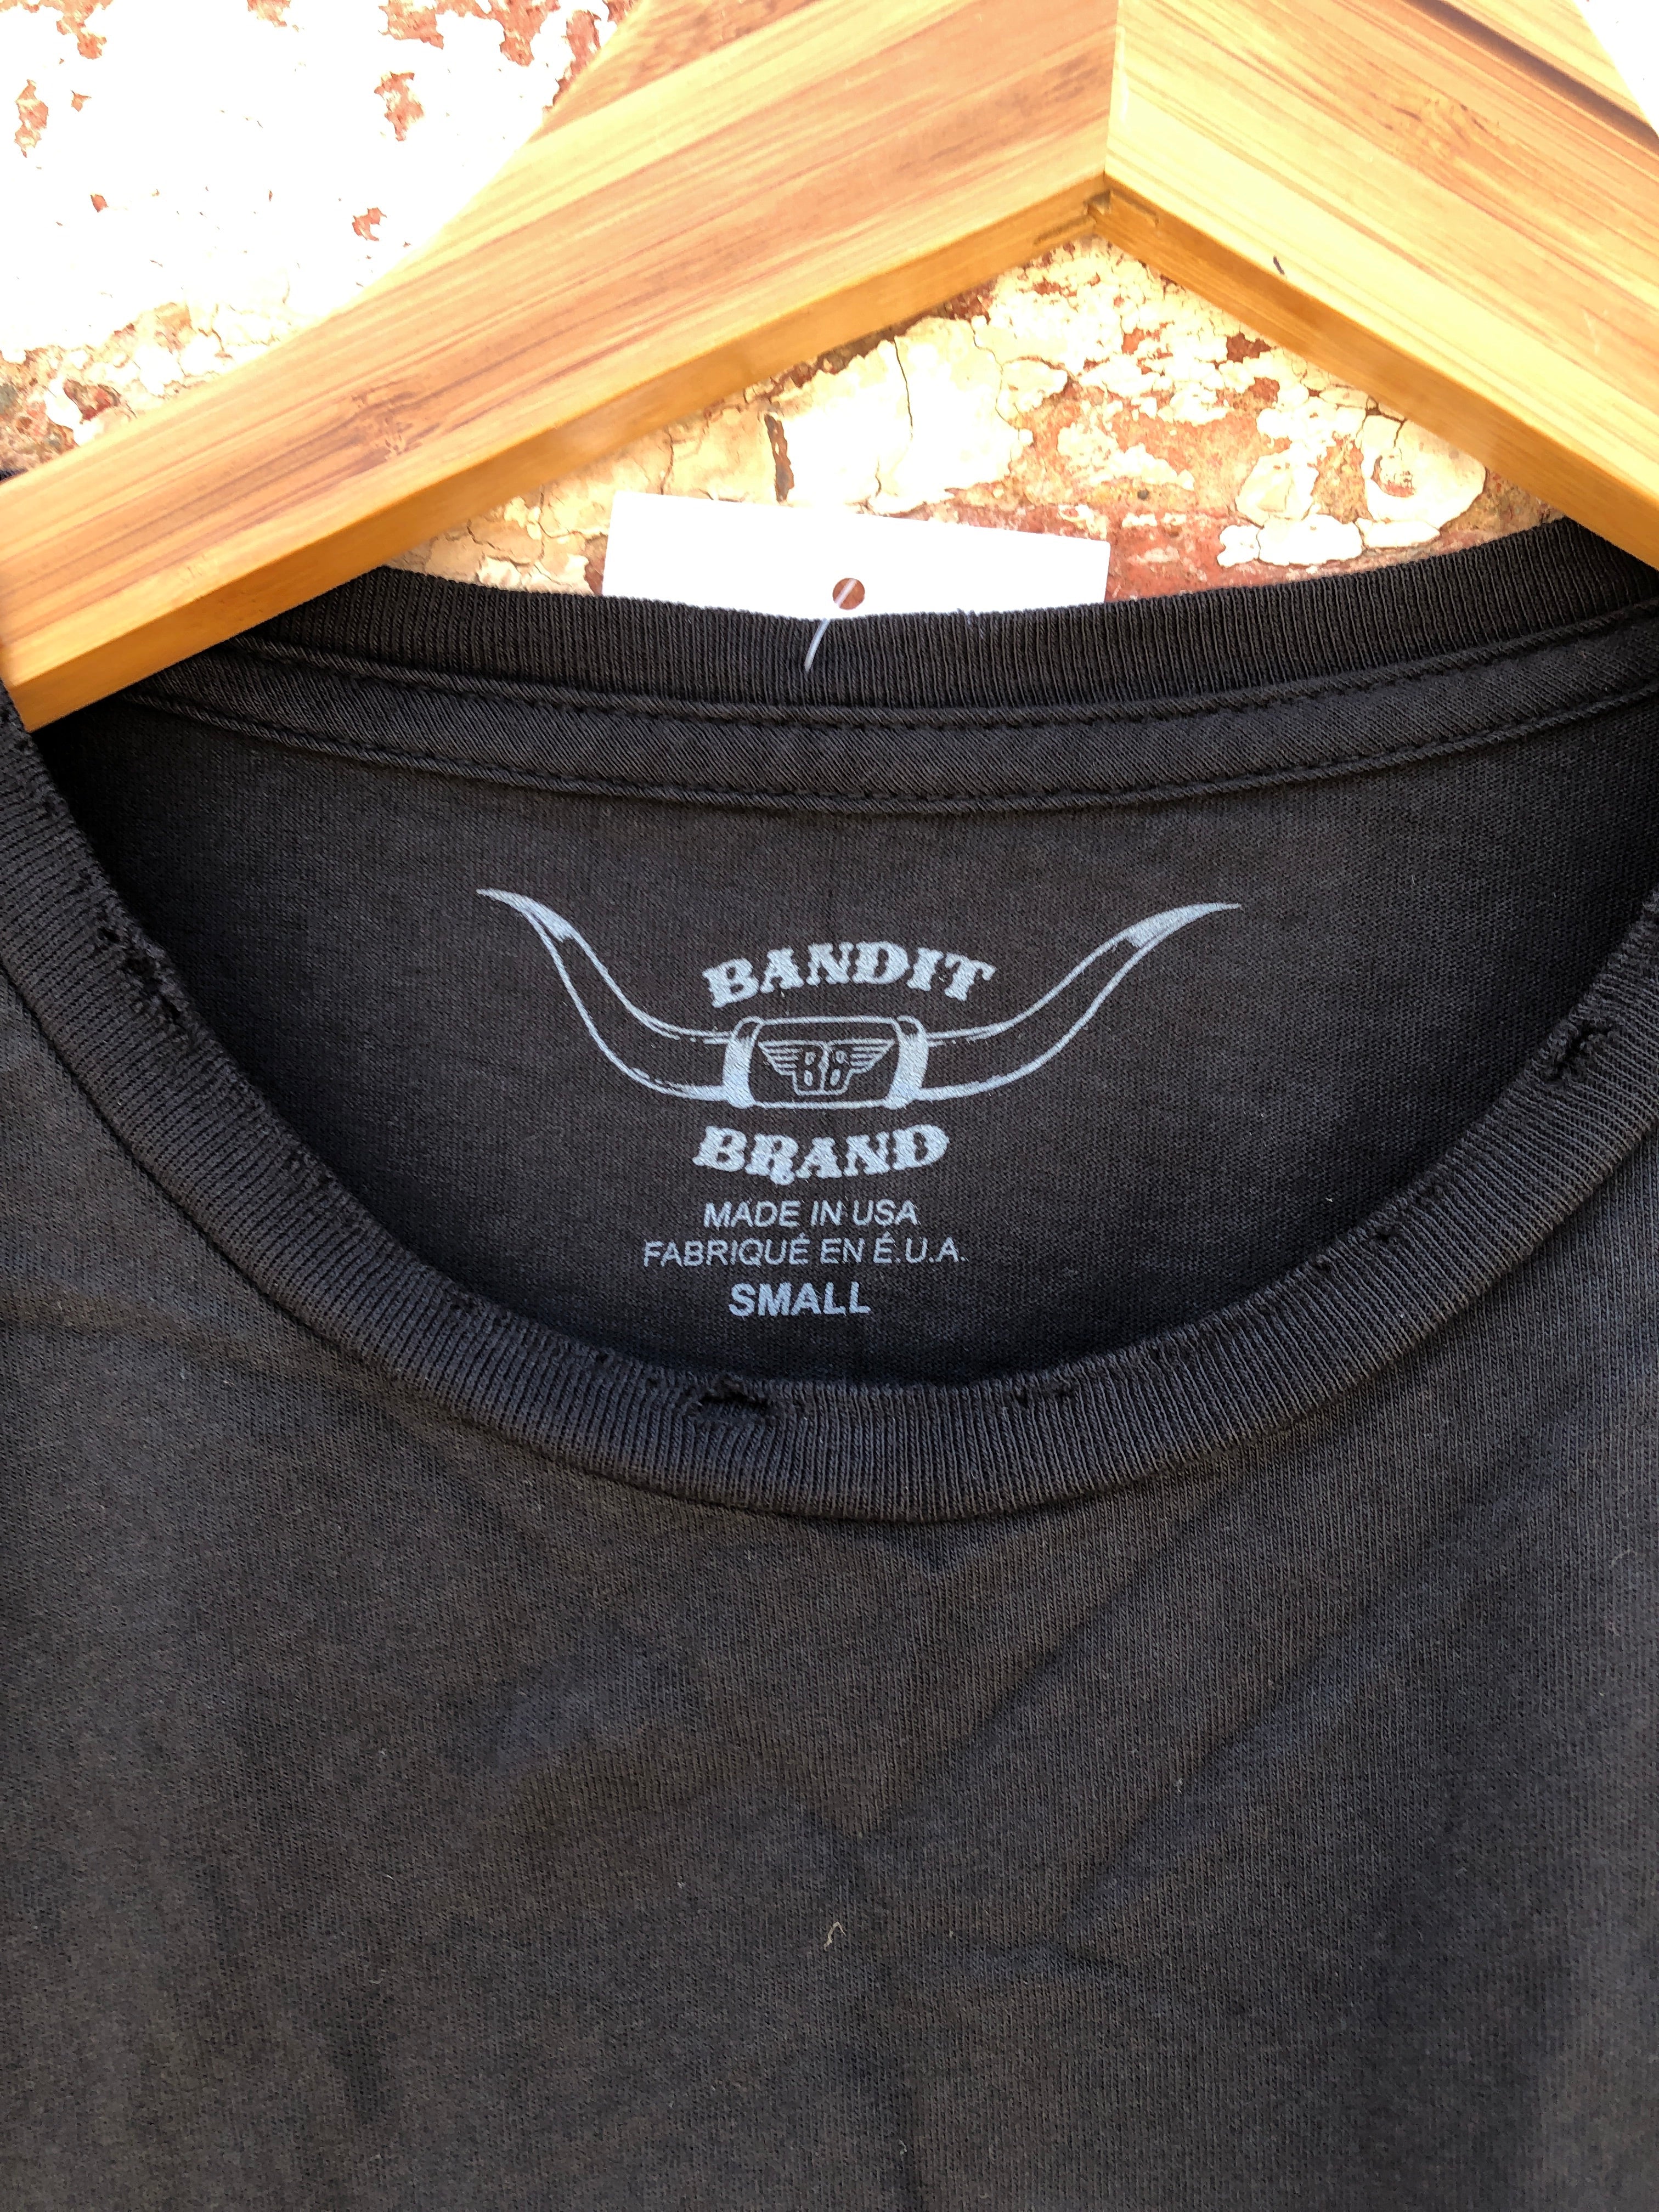 BANDIT
BB
BRAND
MADE IN USA
FABRIQUÉ EN É.U.A.
SMALL